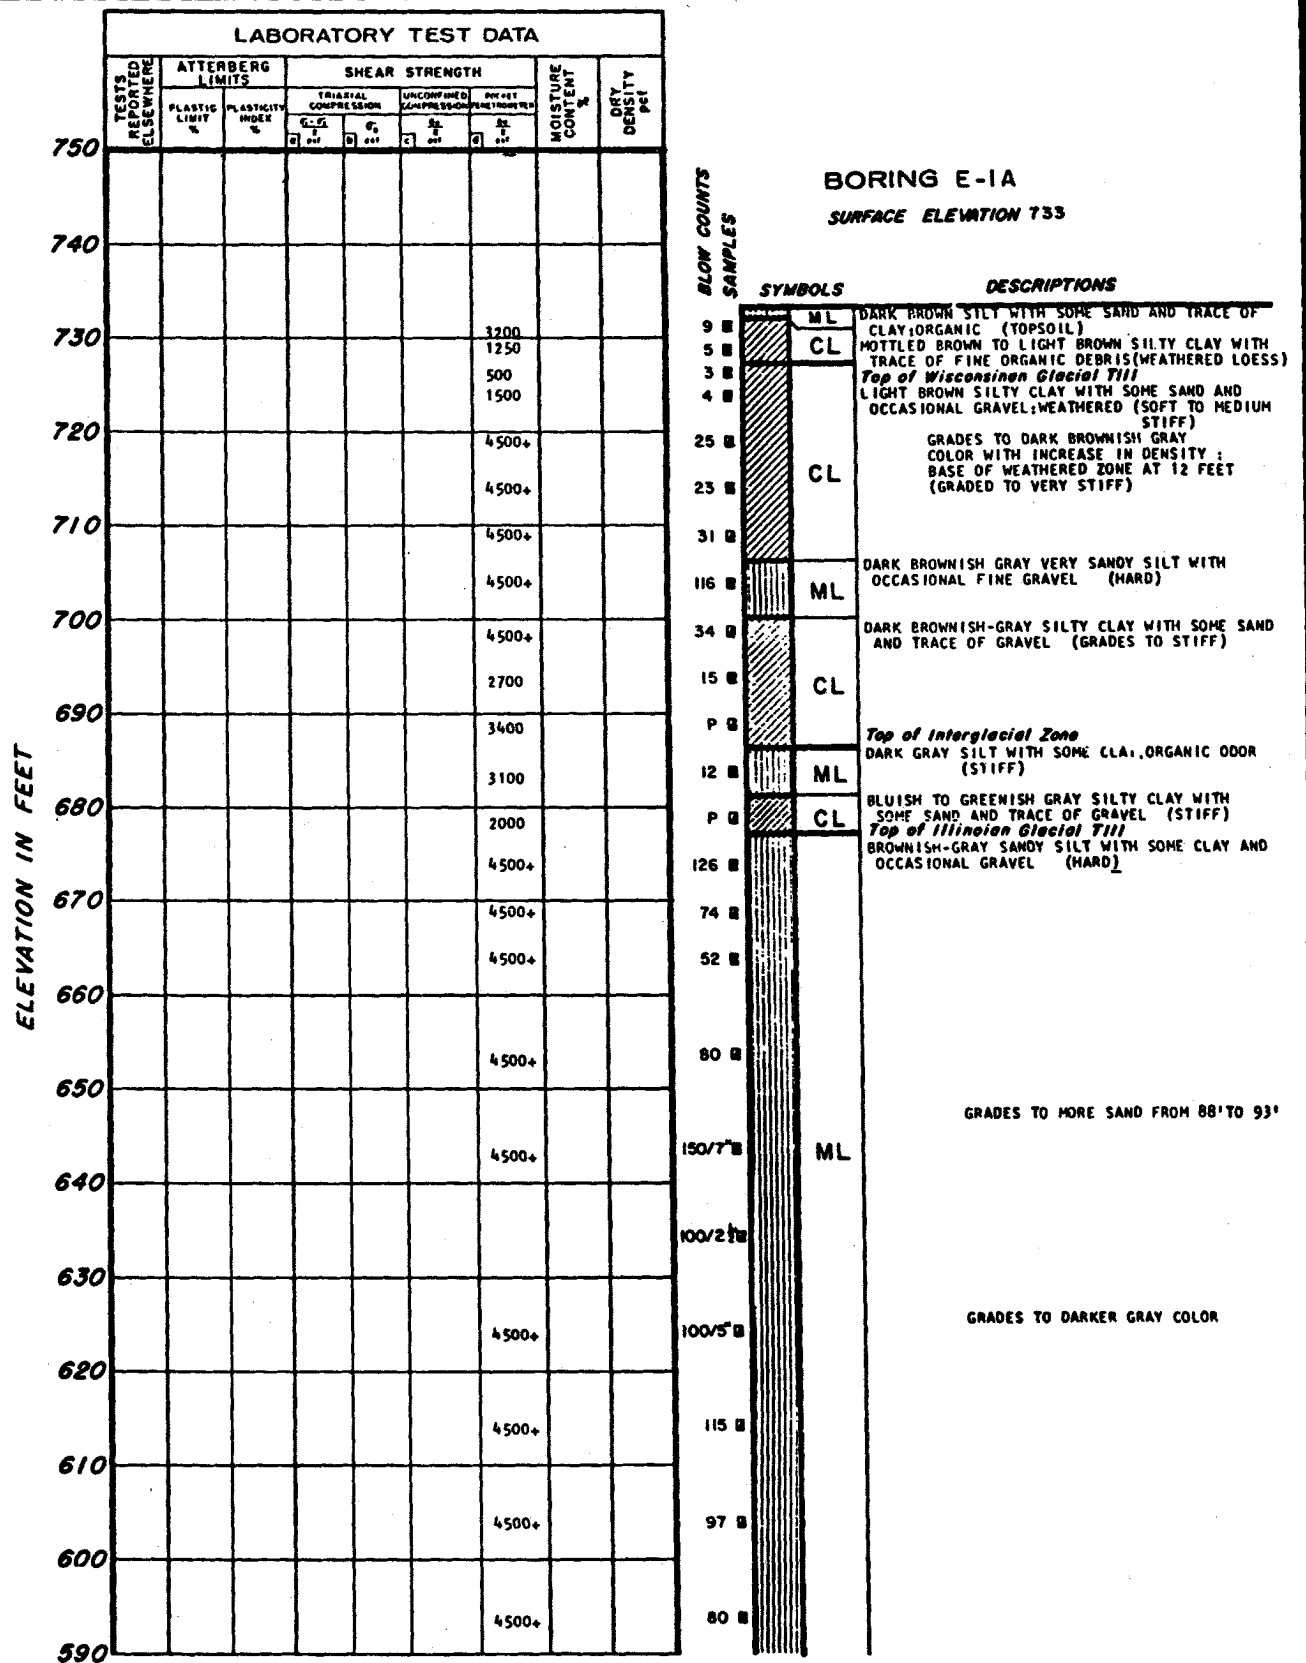 LABORATORY TEST DATA
TESTS REPORTED ELSEWHERE
ATTERBERG LIMITS
PLASTIC LIMIT %
PLASTICITY INDEX %
SHEAR STRENGTH
TRIAXIAL COMPRESSION
UNCONFINED COMPRESSION
POCKET PENETROMETER
MOISTURE CONTENT %
DRY DENSITY pcf
ELEVATION IN FEET
750
740
730
720
710
700
690
680
670
660
650
640
630
620
610
600
590
3200
1250
500
1500
4500+
4500+
4500+
4500+
4500+
2700
3400
3100
2000
4500+
4500+
4500+
4500+
4500+
4500+
4500+
4500+
4500+
BORING E-1A
SURFACE ELEVATION 733
BLOW COUNTS
SAMPLES
SYMBOLS
DESCRIPTIONS
9
5
3
4
25
23
31
116
34
15
P
12
P
126
74
52
80
150/7"
100/2½"
100/5"
115
97
80
ML
CL
CL
ML
CL
ML
CL
ML
DARK BROWN SILT WITH SOME SAND AND TRACE OF
CLAY;ORGANIC (TOPSOIL)
MOTTLED BROWN TO LIGHT BROWN SILTY CLAY WITH
TRACE OF FINE ORGANIC DEBRIS(WEATHERED LOESS)
Top of Wisconsinan Glacial Till
LIGHT BROWN SILTY CLAY WITH SOME SAND AND
OCCASIONAL GRAVEL;WEATHERED (SOFT TO MEDIUM
STIFF)
GRADES TO DARK BROWNISH GRAY
COLOR WITH INCREASE IN DENSITY ;
BASE OF WEATHERED ZONE AT 12 FEET
(GRADED TO VERY STIFF)
DARK BROWNISH GRAY VERY SANDY SILT WITH
OCCASIONAL FINE GRAVEL (HARD)
DARK BROWNISH-GRAY SILTY CLAY WITH SOME SAND
AND TRACE OF GRAVEL (GRADES TO STIFF)
Top of Interglacial Zone
DARK GRAY SILT WITH SOME CLAY,ORGANIC ODOR
(STIFF)
BLUISH TO GREENISH GRAY SILTY CLAY WITH
SOME SAND AND TRACE OF GRAVEL (STIFF)
Top of Illinoian Glacial Till
BROWNISH-GRAY SANDY SILT WITH SOME CLAY AND
OCCASIONAL GRAVEL (HARD)
GRADES TO MORE SAND FROM 88' TO 93'
GRADES TO DARKER GRAY COLOR